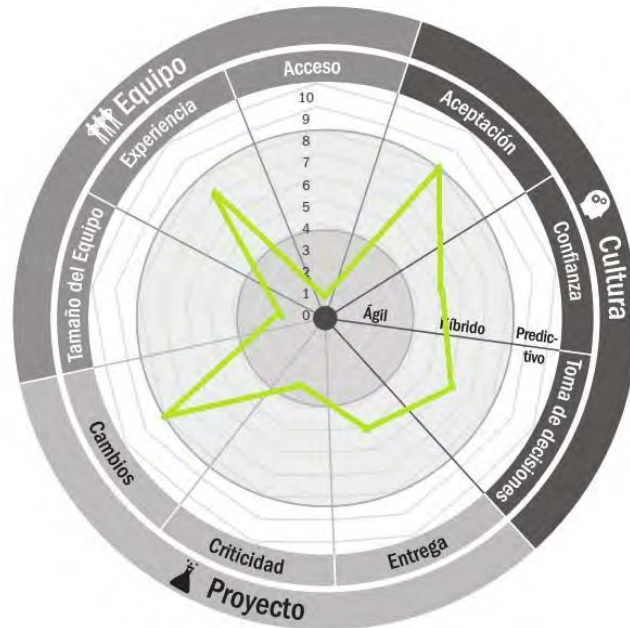 Equipo
Cultura
Proyecto
Acceso
Aceptación
Confianza
Toma de decisiones
Entrega
Criticidad
Cambios
Tamaño del Equipo
Experiencia
10
9
8
7
6
5
4
3
2
1
0
Ágil
Híbrido
Predic-
tivo